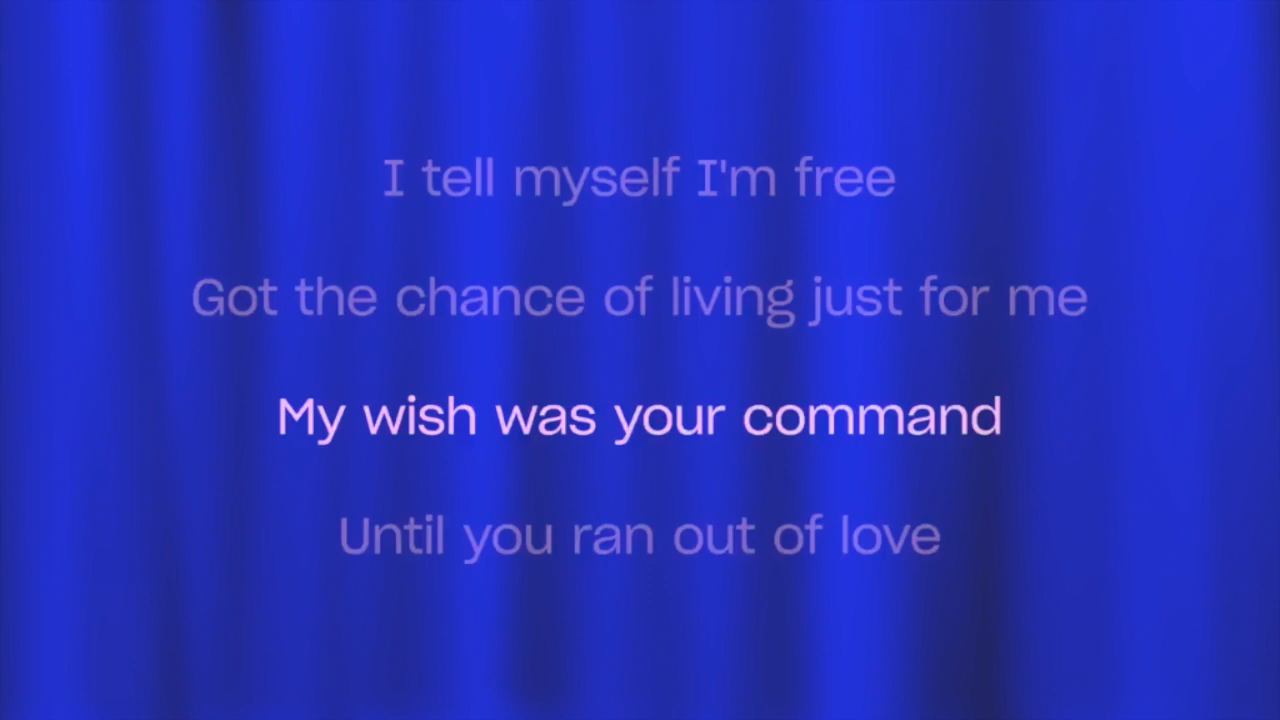 I tell myself I'm free
Got the chance of living just for me
My wish was your command
Until you ran out of love